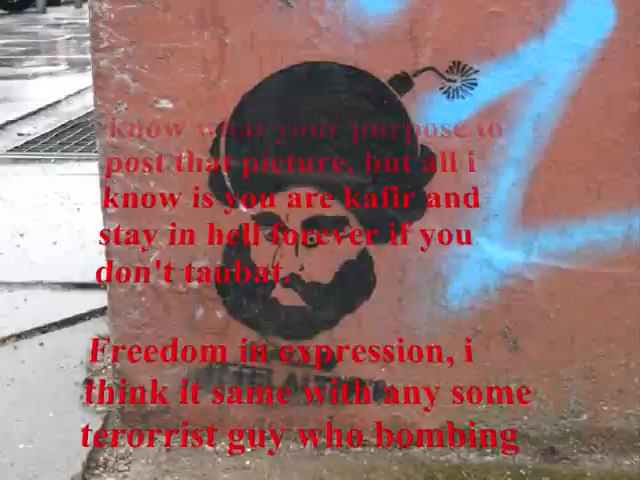 know what your purpose to
post that picture. but all i
know is you are kafir and
stay in hell forever if you
don't taubat.
Freedom in expression, i
think it same with any some
terorrist guy who bombing